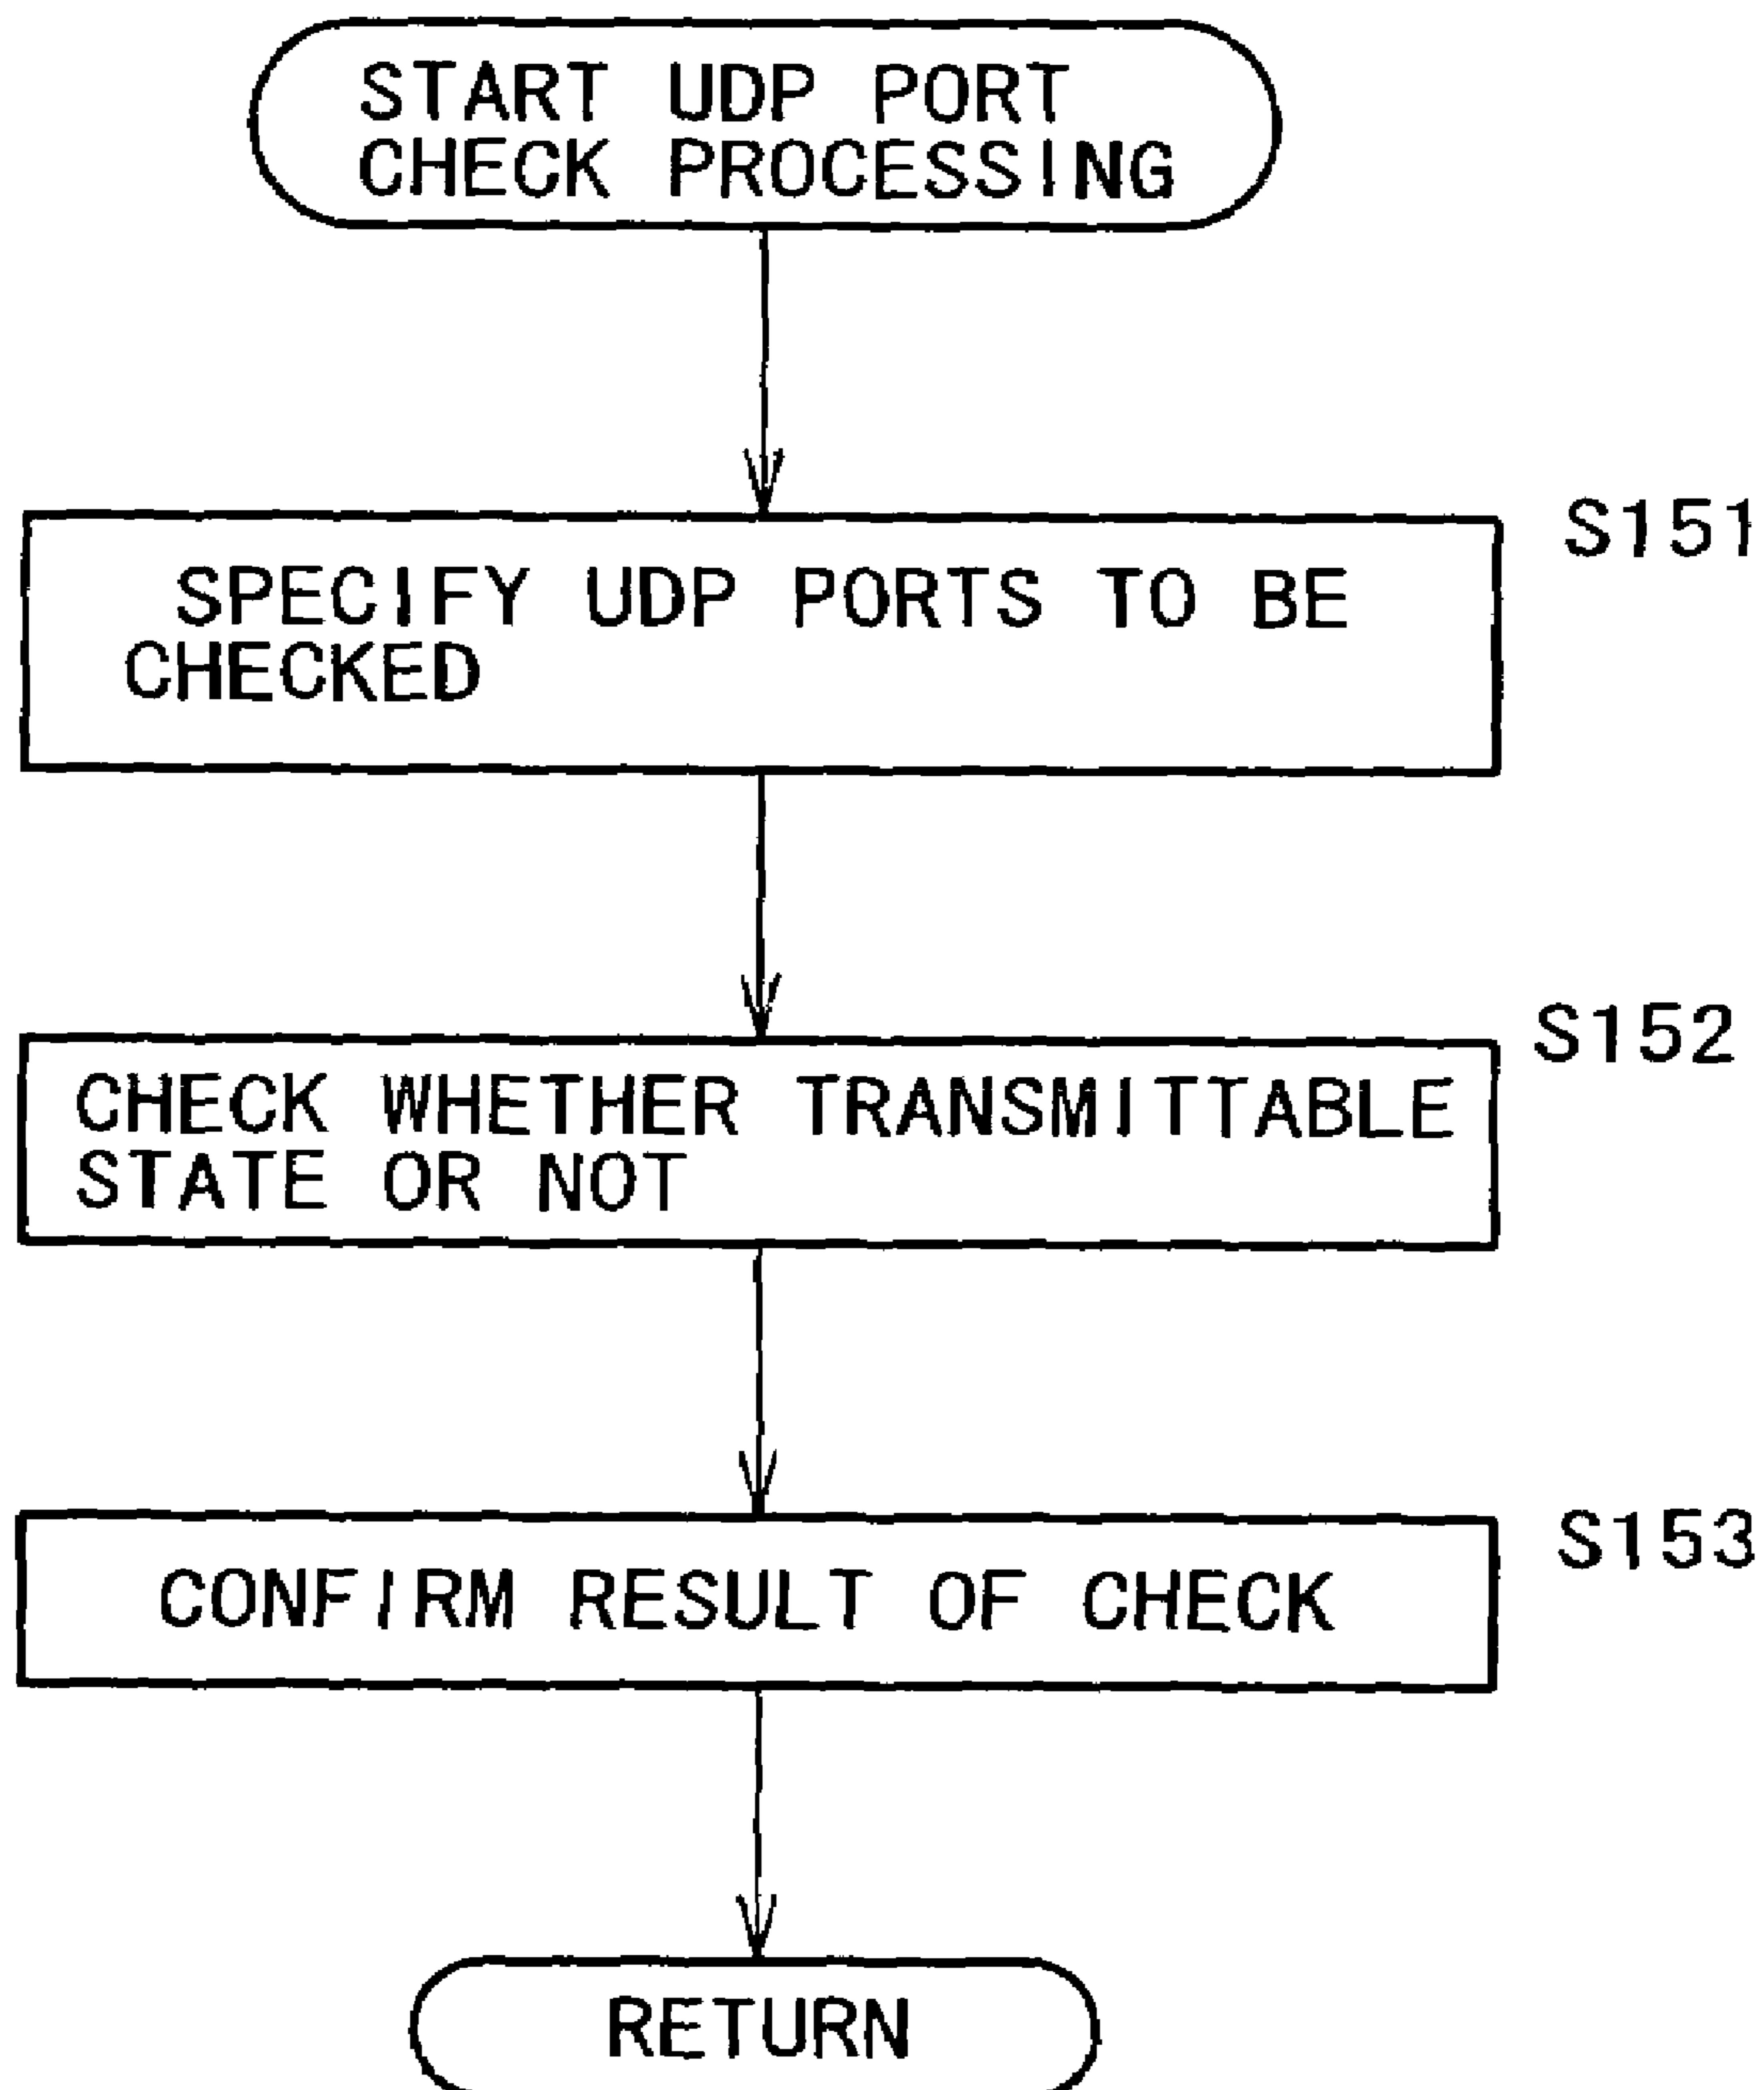 START UDP PORT
CHECK PROCESSING
S151
SPECIFY UDP PORTS TO BE
CHECKED
S152
CHECK WHETHER TRANSMITTABLE
STATE OR NOT
S153
CONFIRM RESULT OF CHECK
RETURN